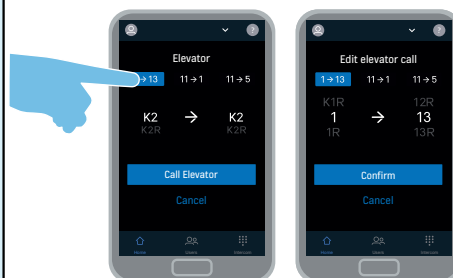 ?
Elevator
→ 13 11 → 1 11 → 5
K2 → K2
K2R K2R
Call Elevator
Cancel
Home Users Intercom
?
Edit elevator call
1 → 13 11 → 1 11 → 5
K1R 12R
1 → 13
1R 13R
Confirm
Cancel
Home Users Intercom